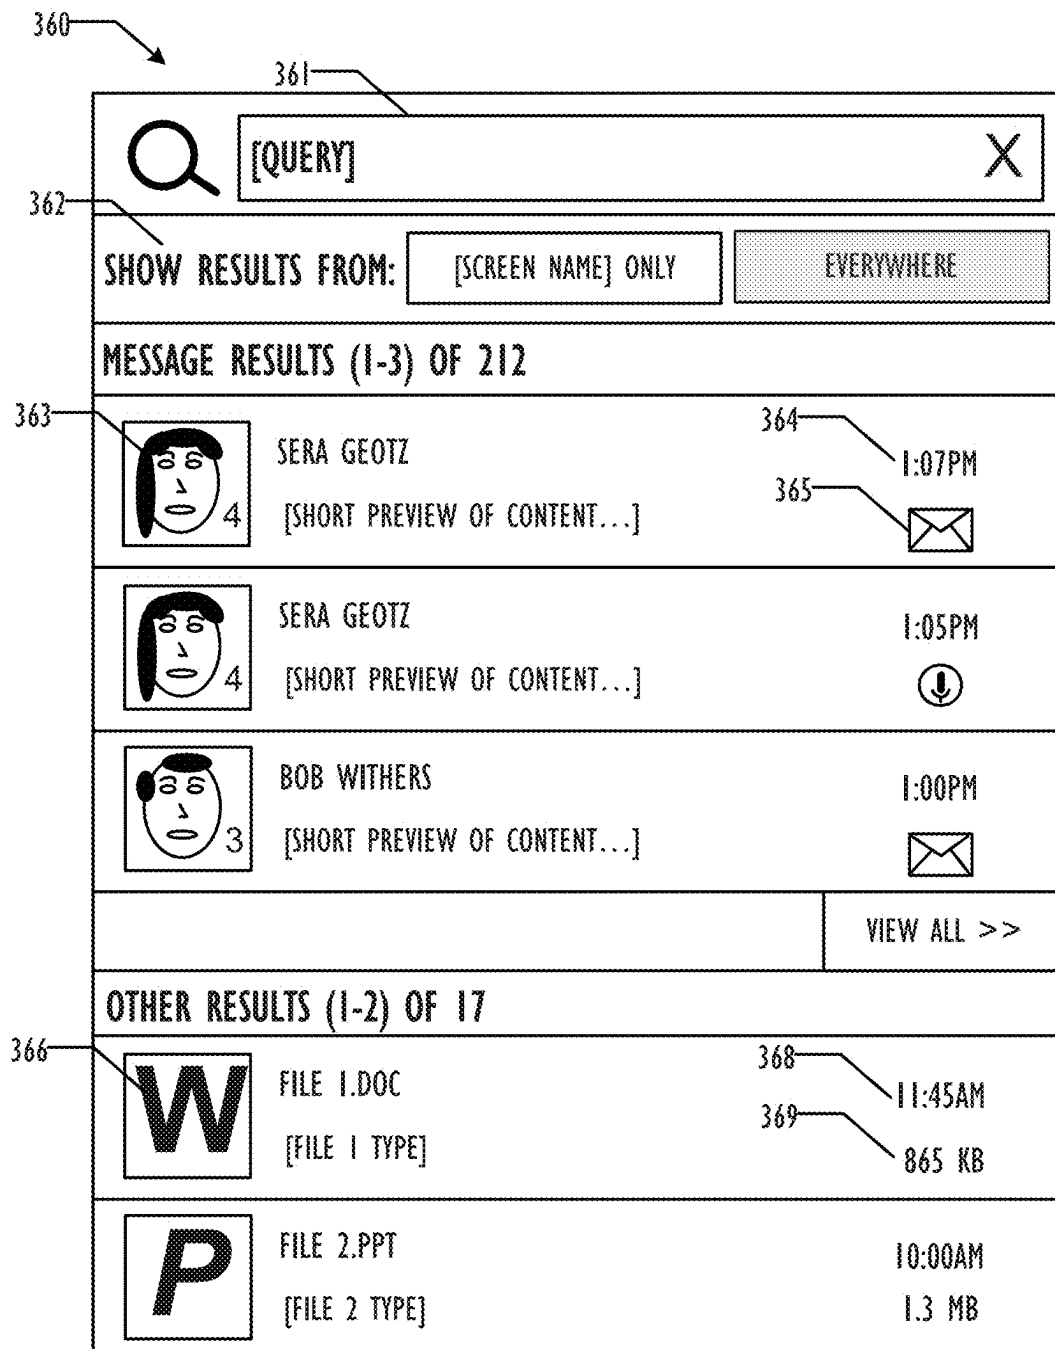 360
361
[QUERY] X
362
SHOW RESULTS FROM: [SCREEN NAME] ONLY EVERYWHERE
MESSAGE RESULTS (1-3) OF 212
363
364
SERA GEOTZ 1:07PM
365
4 [SHORT PREVIEW OF CONTENT...]
SERA GEOTZ 1:05PM
4 [SHORT PREVIEW OF CONTENT...]
BOB WITHERS 1:00PM
3 [SHORT PREVIEW OF CONTENT...]
VIEW ALL >>
OTHER RESULTS (1-2) OF 17
366
368
W FILE 1.DOC 11:45AM
369
[FILE 1 TYPE] 865 KB
P FILE 2.PPT 10:00AM
[FILE 2 TYPE] 1.3 MB